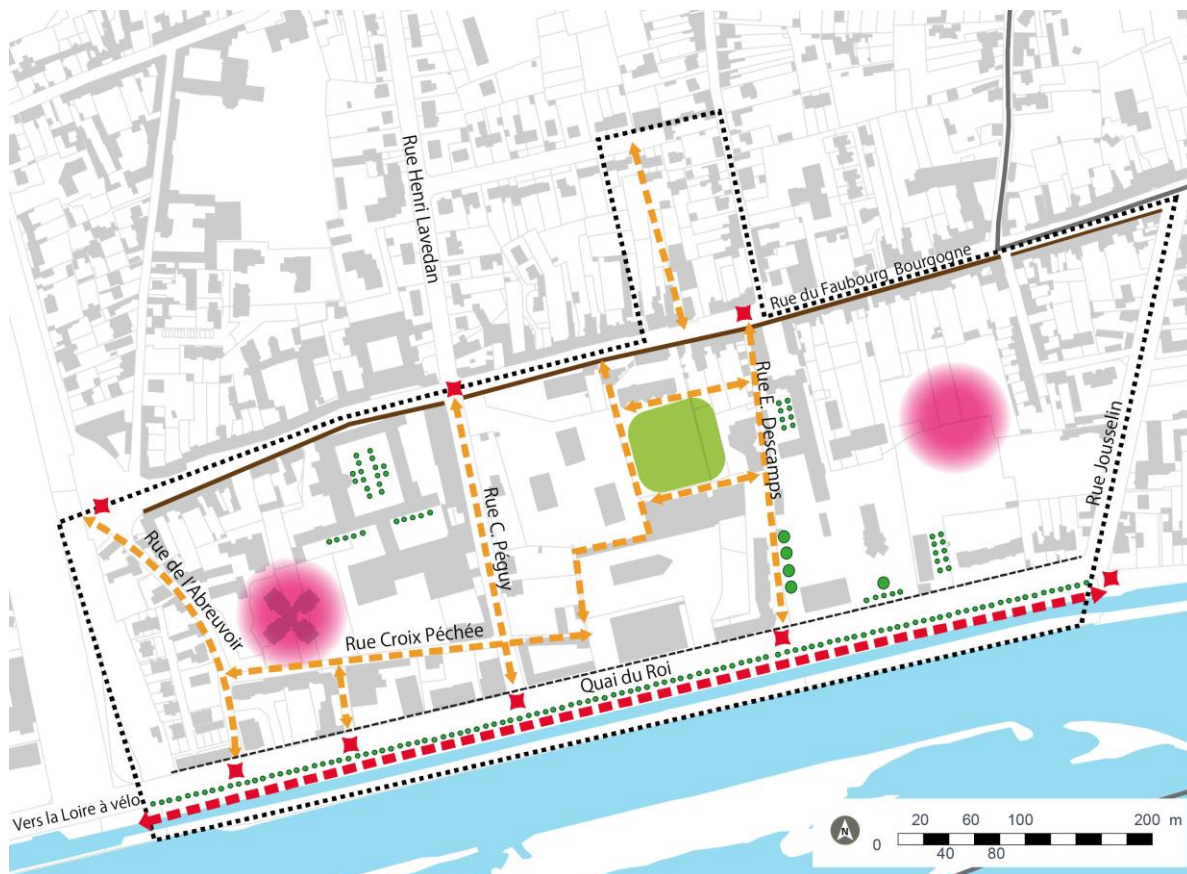 Rue Henri Lavedan
Rue du Faubourg Bourgogne
Rue E. Descamps
Rue Jousselin
Rue C. Péguy
Rue de l'Abreuvoir
Rue Croix Péchée
Quai du Roi
Vers la Loire à vélo
N
20 60 100 200 m
0
40 80